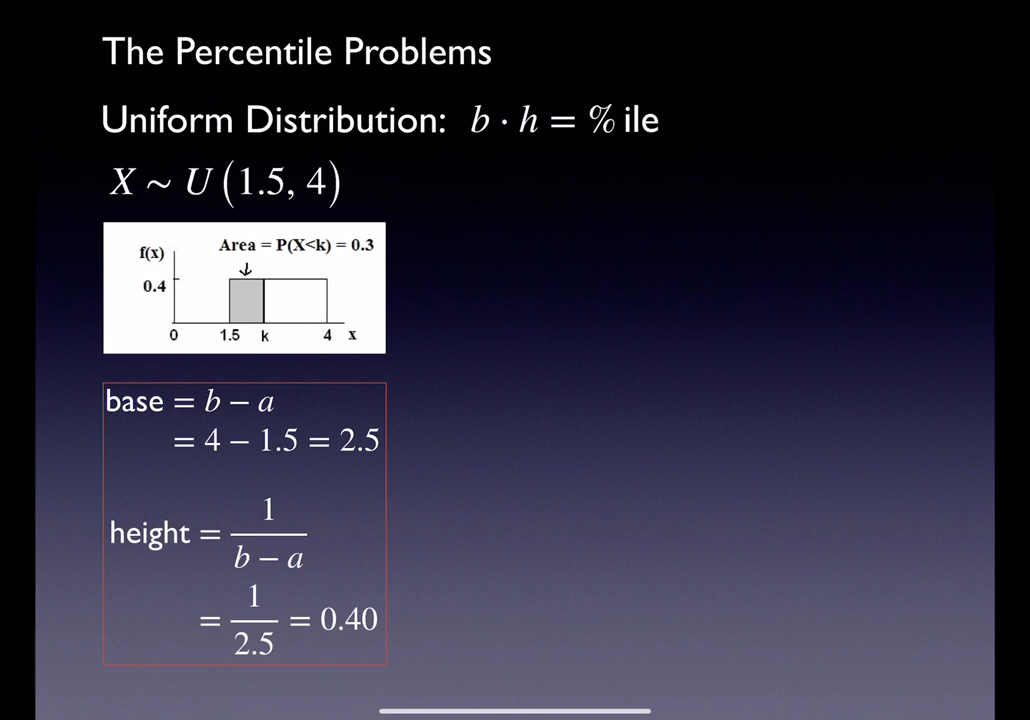 The Percentile Problems
Uniform Distribution: b · h = % ile
X ~ U (1.5, 4)
f(x) Area = P(X<k) = 0.3
0.4
0 1.5 k 4 x
base = b − a
= 4 − 1.5 = 2.5
height = 1 / (b − a)
= 1 / 2.5 = 0.40